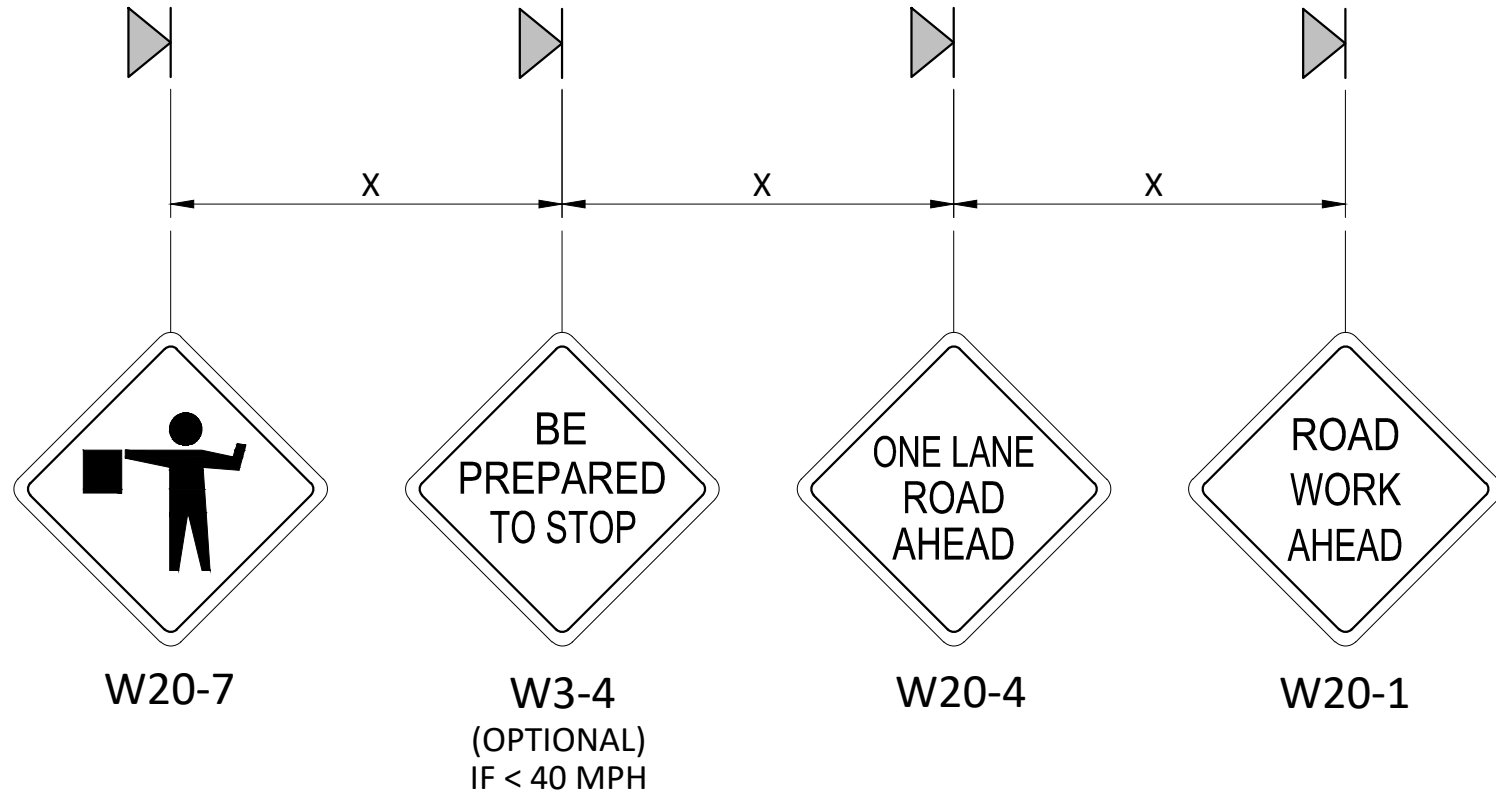 X
X
X
BE
PREPARED
TO STOP
ONE LANE
ROAD
AHEAD
ROAD
WORK
AHEAD
W20-7
W3-4
(OPTIONAL)
IF < 40 MPH
W20-4
W20-1